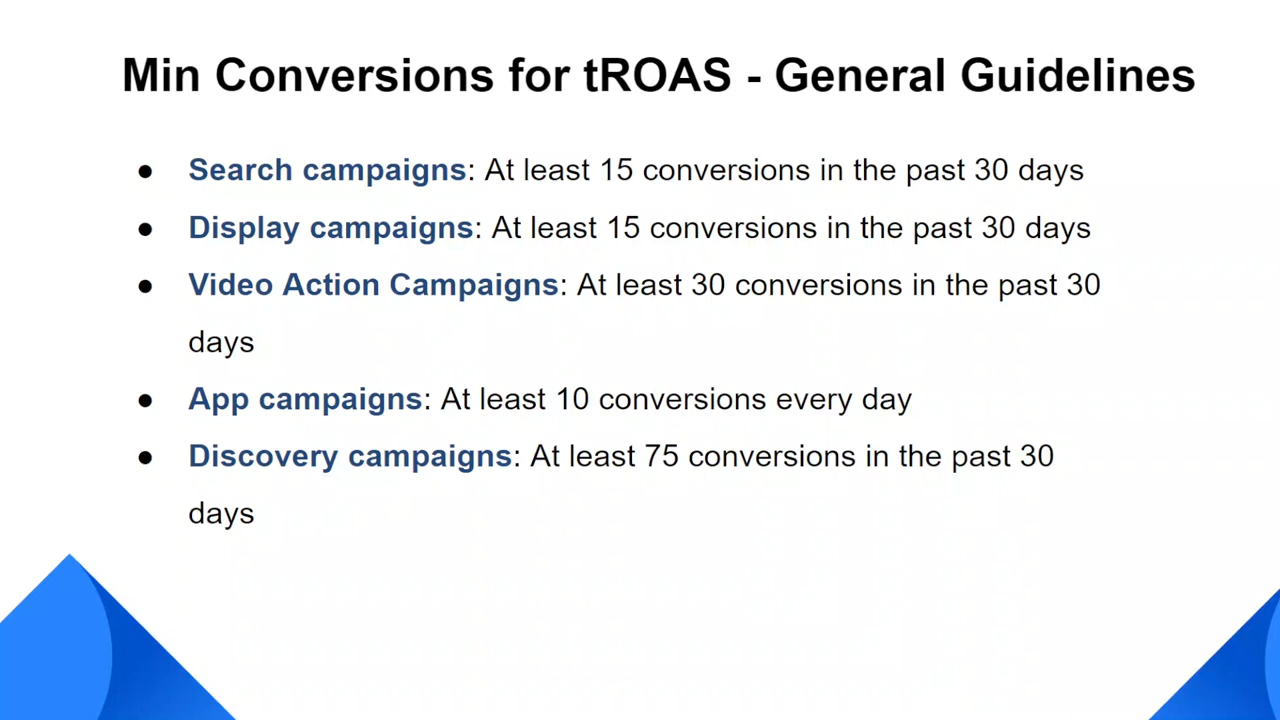 Min Conversions for tROAS - General Guidelines
● Search campaigns: At least 15 conversions in the past 30 days
● Display campaigns: At least 15 conversions in the past 30 days
● Video Action Campaigns: At least 30 conversions in the past 30
days
● App campaigns: At least 10 conversions every day
● Discovery campaigns: At least 75 conversions in the past 30
days